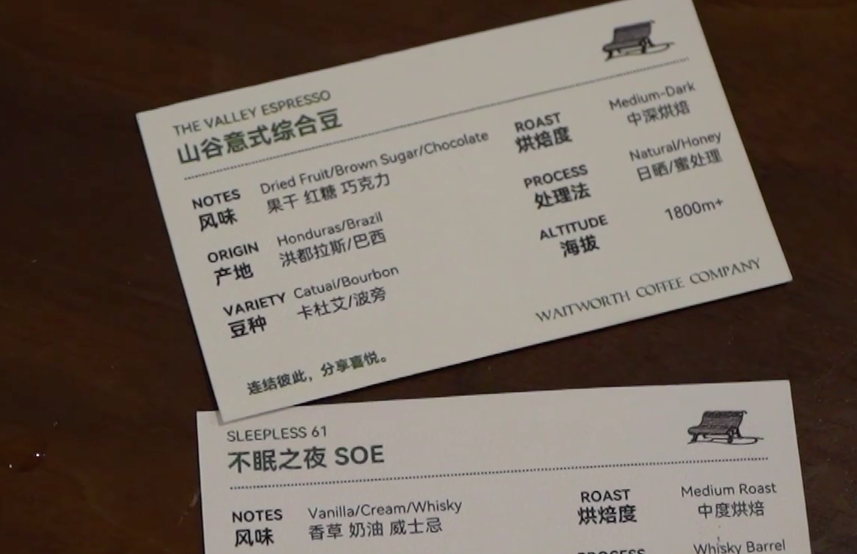 THE VALLEY ESPRESSO
山谷意式综合豆
NOTES Dried Fruit/Brown Sugar/Chocolate
风味 果干 红糖 巧克力
ORIGIN Honduras/Brazil
产地 洪都拉斯/巴西
VARIETY Catuai/Bourbon
豆种 卡杜艾/波旁
ROAST Medium-Dark
烘焙度 中深烘焙
PROCESS Natural/Honey
处理法 日晒/蜜处理
ALTITUDE 1800m+
海拔
WAITWORTH COFFEE COMPANY
连结彼此，分享喜悦。
SLEEPLESS 61
不眠之夜 SOE
NOTES Vanilla/Cream/Whisky
风味 香草 奶油 威士忌
ROAST Medium Roast
烘焙度 中度烘焙
PROCESS Whisky Barrel